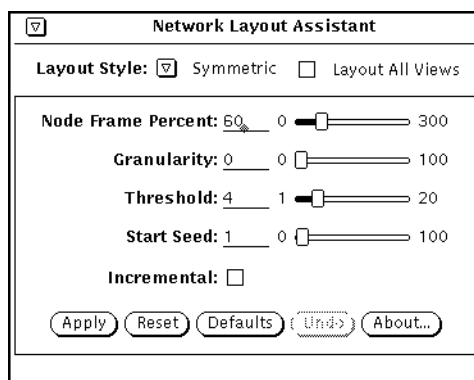 Network Layout Assistant
Layout Style: Symmetric Layout All Views
Node Frame Percent: 60 0 300
Granularity: 0 0 100
Threshold: 4 1 20
Start Seed: 1 0 100
Incremental:
Apply Reset Defaults Undo About...